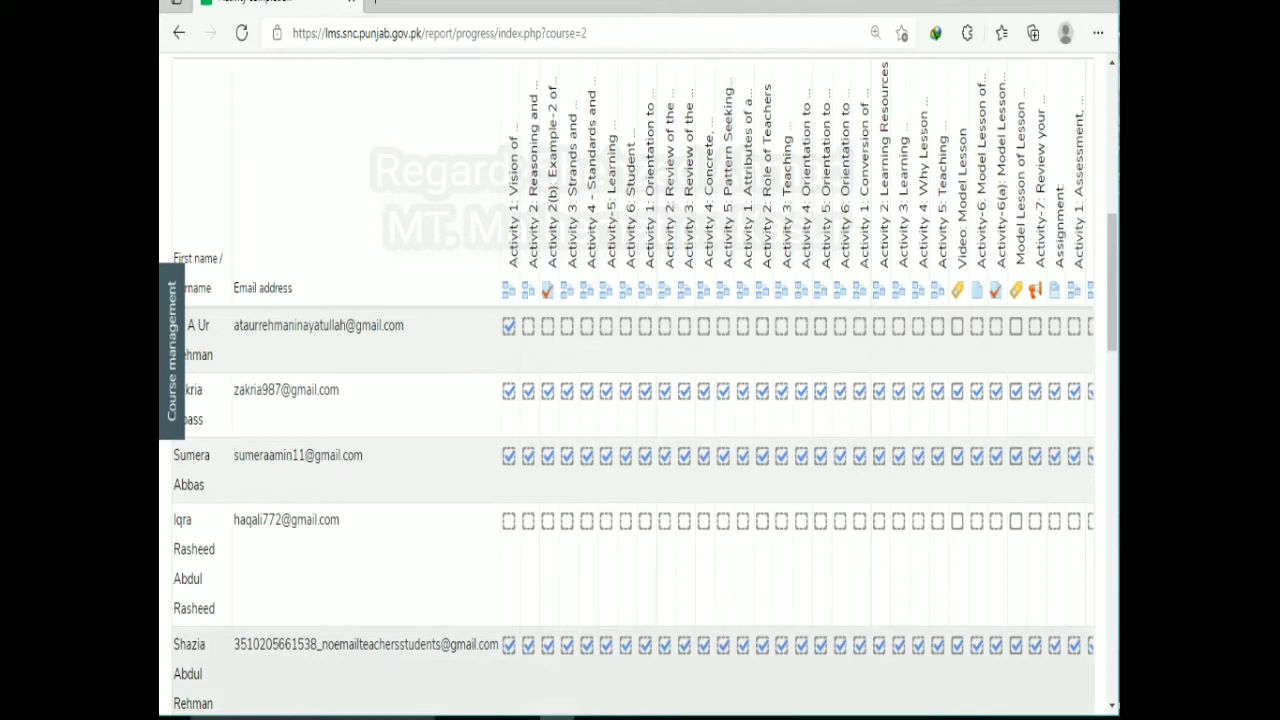 https://lms.snc.punjab.gov.pk/report/progress/index.php?course=2
Activity 1: Vision of ...
Activity 2: Reasoning and ...
Activity 2(b): Example-2 of...
Activity 3: Strands and ...
Activity 4 - Standards and ...
Activity-5: Learning ...
Activity 6: Student ...
Activity 1: Orientation to ...
Activity 2: Review of the ...
Activity 3: Review of the ...
Activity 4: Concrete, ...
Activity 5: Pattern Seeking...
Activity 1: Attributes of a...
Activity 2: Role of Teachers
Activity 3: Teaching ...
Activity 4: Orientation to ...
Activity 5: Orientation to ...
Activity 6: Orientation to ...
Activity 1: Conversion of ...
Activity 2: Learning Resources
Activity 3: Learning ...
Activity 4: Why Lesson ...
Activity 5: Teaching ...
Video: Model Lesson
Activity-6: Model Lesson of...
Activity-6(a): Model Lesson...
Model Lesson of Lesson ...
Activity-7: Review your ...
Assignment:
Activity 1: Assessment, ...
First name /
Email address
Course management
A Ur
ataurrehmaninayatullah@gmail.com
zakria987@gmail.com
Sumera
sumeraamin11@gmail.com
Abbas
Iqra
haqali772@gmail.com
Rasheed
Abdul
Rasheed
Shazia
3510205661538_noemailteachersstudents@gmail.com
Abdul
Rehman